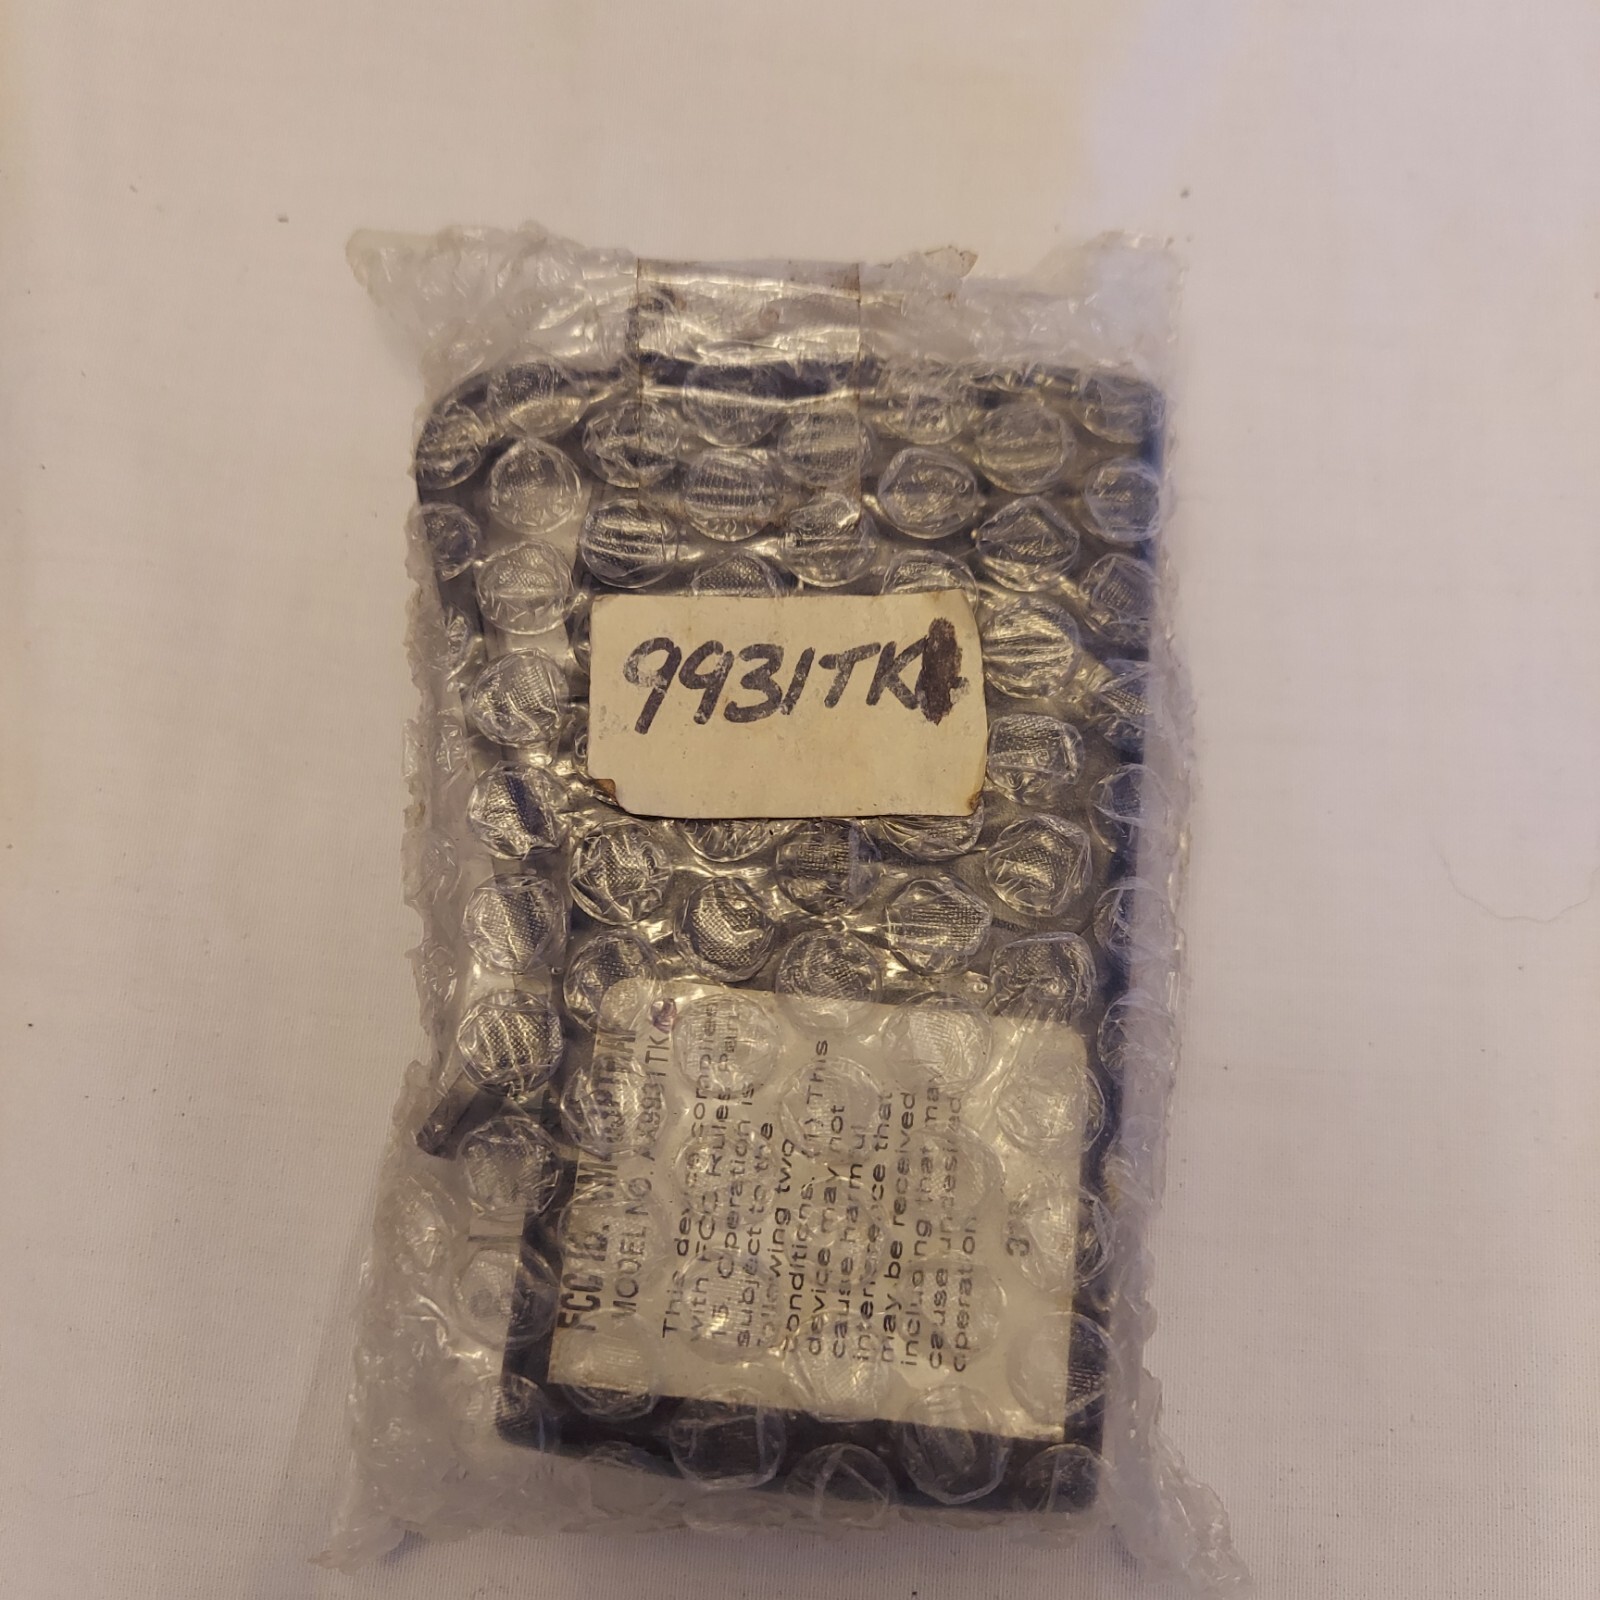 9931TK
FCC ID.
MODEL NO. AX9931TK
This device complies
with FCC Rules Part
15. Operation is
subject to the
following two
conditions. (1) This
device may not
cause harmful
interference that
may be received
including that may
cause undesired
operation.